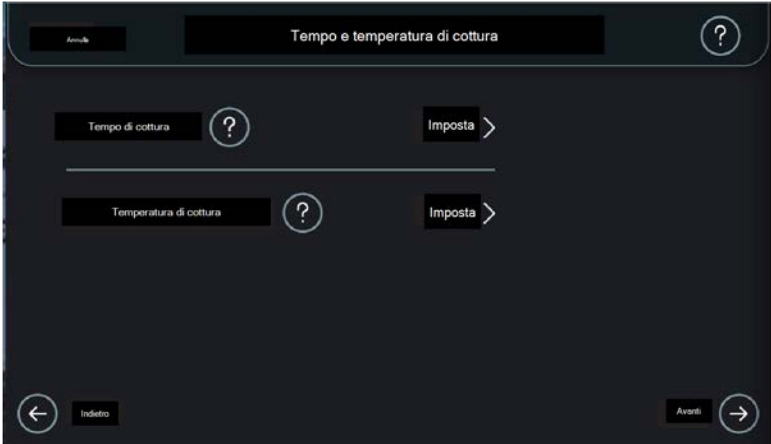 Annulla
Tempo e temperatura di cottura
?
Tempo di cottura
?
Imposta
Temperatura di cottura
?
Imposta
Indietro
Avanti